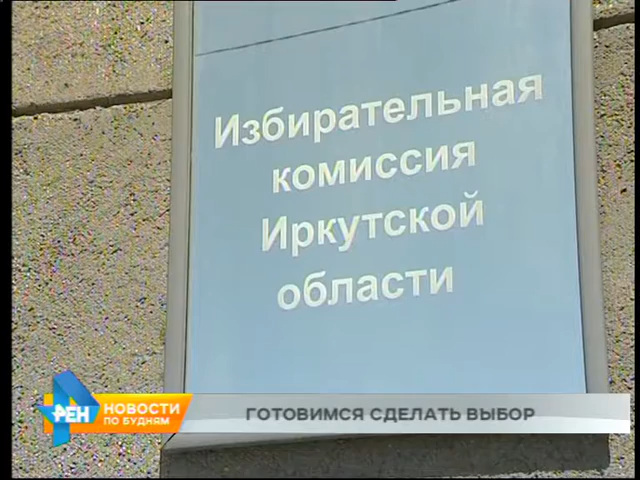 Избирательная
комиссия
Иркутской
области
РЕН
НОВОСТИ
ПО БУДНЯМ
ГОТОВИМСЯ СДЕЛАТЬ ВЫБОР